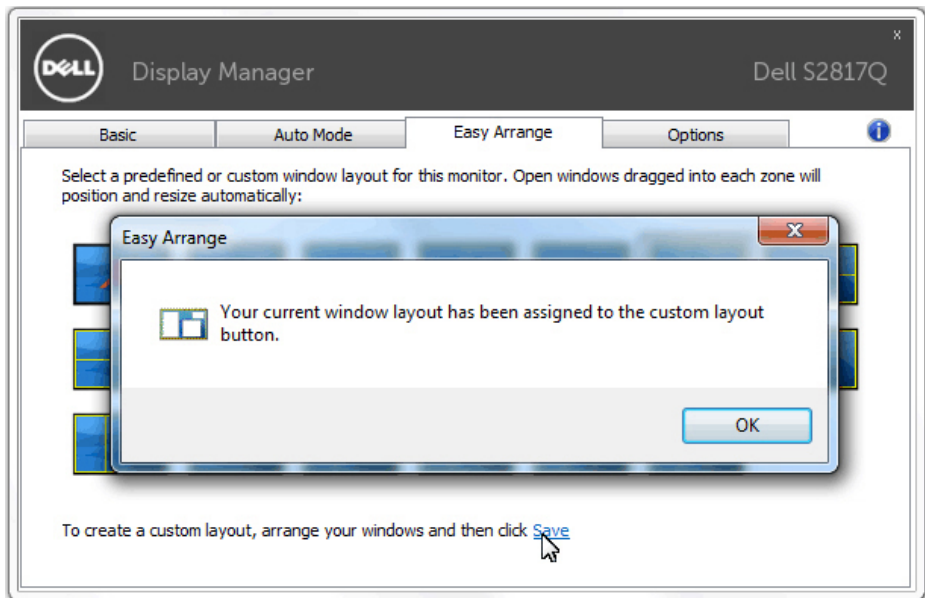 x
DELL
Display Manager
Dell S2817Q
Basic
Auto Mode
Easy Arrange
Options
i
Select a predefined or custom window layout for this monitor. Open windows dragged into each zone will
position and resize automatically:
Easy Arrange
x
Your current window layout has been assigned to the custom layout
button.
OK
To create a custom layout, arrange your windows and then click Save